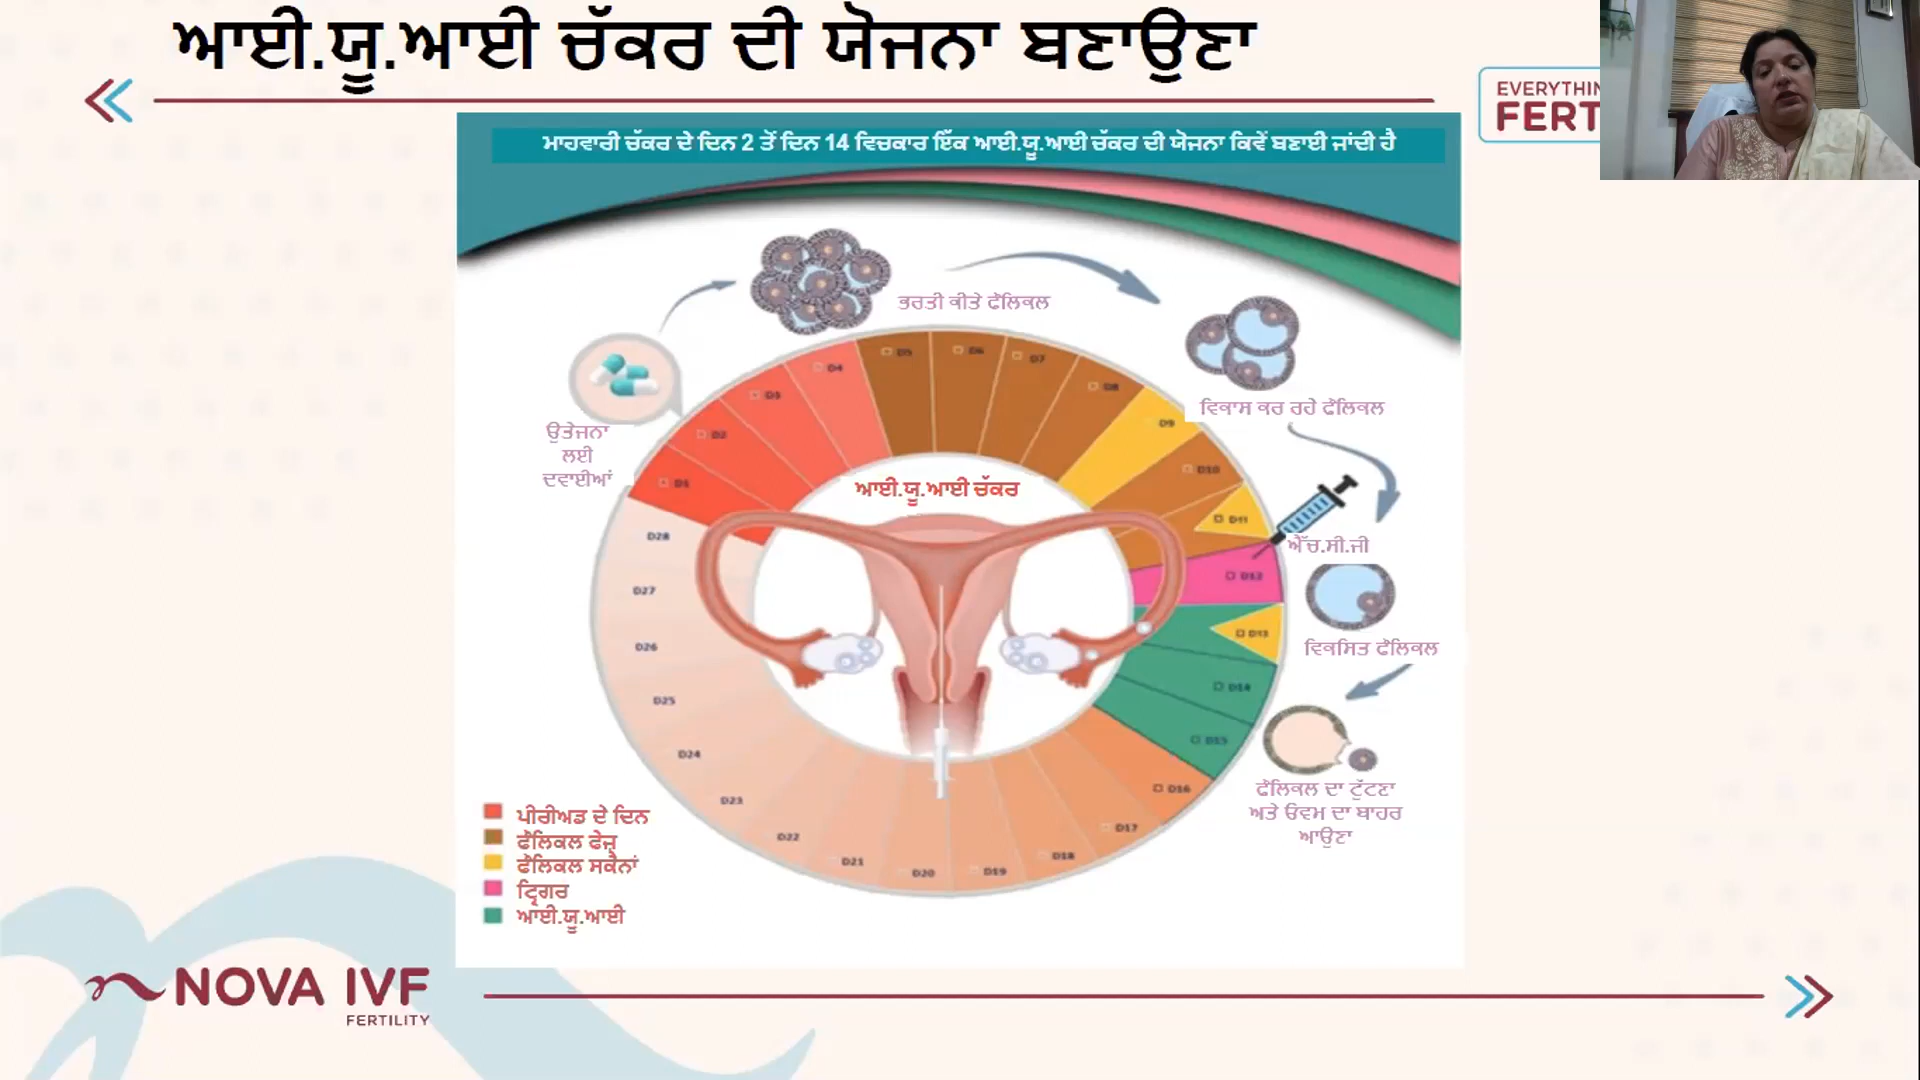 ਆਈ.ਯੂ.ਆਈ ਚੱਕਰ ਦੀ ਯੋਜਨਾ ਬਣਾਉਣਾ
EVERYTHIN
FERT
ਮਾਹਵਾਰੀ ਚੱਕਰ ਦੇ ਦਿਨ 2 ਤੋਂ ਦਿਨ 14 ਵਿਚਕਾਰ ਇੱਕ ਆਈ.ਯੂ.ਆਈ ਚੱਕਰ ਦੀ ਯੋਜਨਾ ਕਿਵੇਂ ਬਣਾਈ ਜਾਂਦੀ ਹੈ
ਭਰਤੀ ਕੀਤੇ ਫੌਲਿਕਲ
ਵਿਕਾਸ ਕਰ ਰਹੇ ਫੌਲਿਕਲ
ਉਤੇਜਨਾ
ਲਈ
ਦਵਾਈਆਂ
ਐੱਚ.ਸੀ.ਜੀ
ਵਿਕਸਿਤ ਫੌਲਿਕਲ
ਫੌਲਿਕਲ ਦਾ ਟੁੱਟਣਾ
ਅਤੇ ਓਵਮ ਦਾ ਬਾਹਰ
ਆਉਣਾ
ਆਈ.ਯੂ.ਆਈ ਚੱਕਰ
D1
D2
D3
D4
D5
D6
D7
D8
D9
D10
D11
D12
D13
D14
D15
D16
D17
D18
D19
D20
D21
D22
D23
D24
D25
D26
D27
D28
ਪੀਰੀਅਡ ਦੇ ਦਿਨ
ਫੌਲਿਕਲ ਫੇਜ਼
ਫੌਲਿਕਲ ਸਕੈਨਾਂ
ਟ੍ਰਿਗਰ
ਆਈ.ਯੂ.ਆਈ
NOVA IVF
FERTILITY